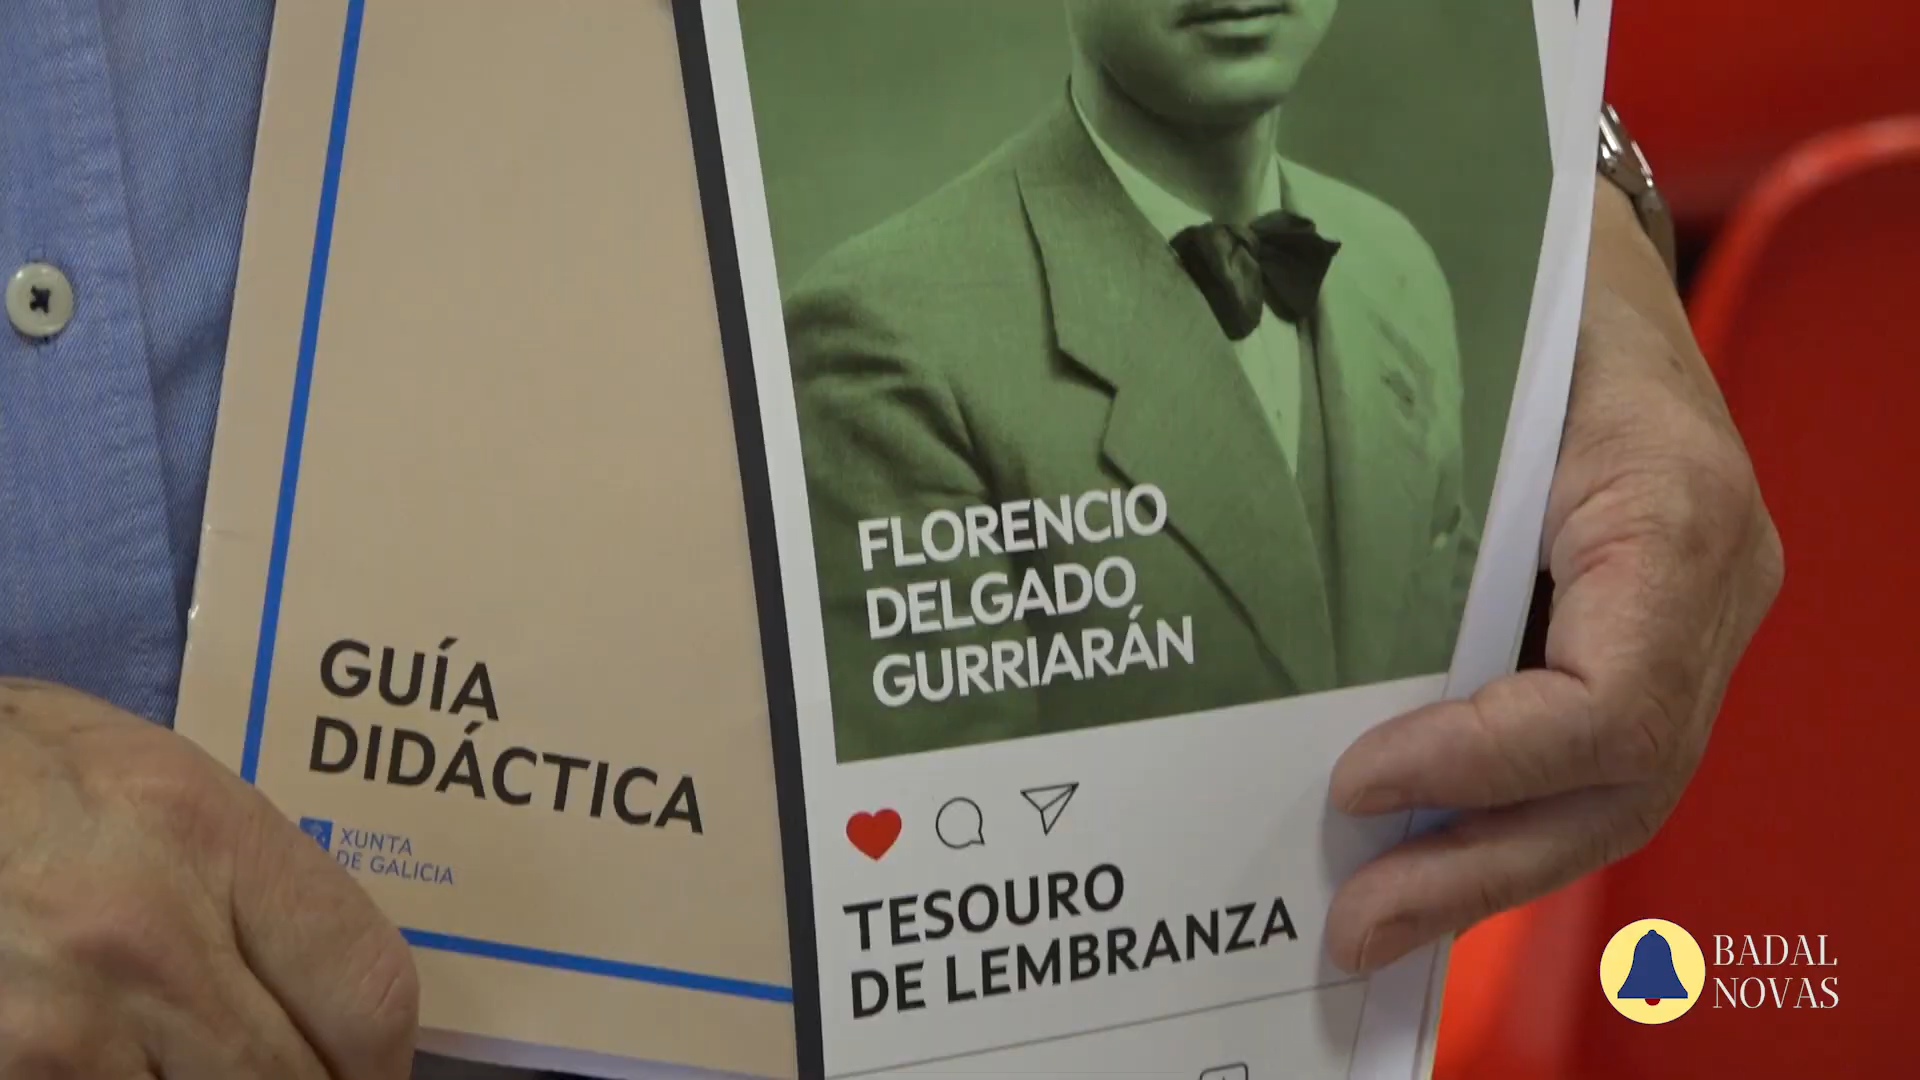 GUÍA
DIDÁCTICA
XUNTA
DE GALICIA
FLORENCIO
DELGADO
GURRIARÁN
TESOURO
DE LEMBRANZA
BADAL
NOVAS